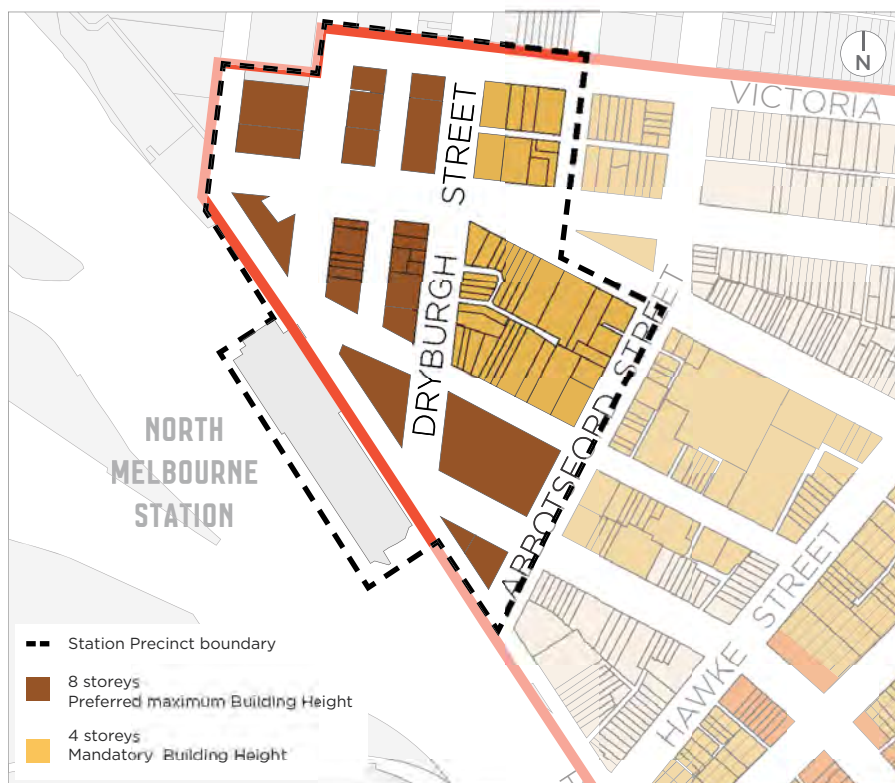 N
VICTORIA
DRYBURGH STREET
ABBOTSFORD STREET
HAWKE STREET
NORTH
MELBOURNE
STATION
Station Precinct boundary
8 storeys
Preferred maximum Building Height
4 storeys
Mandatory Building Height